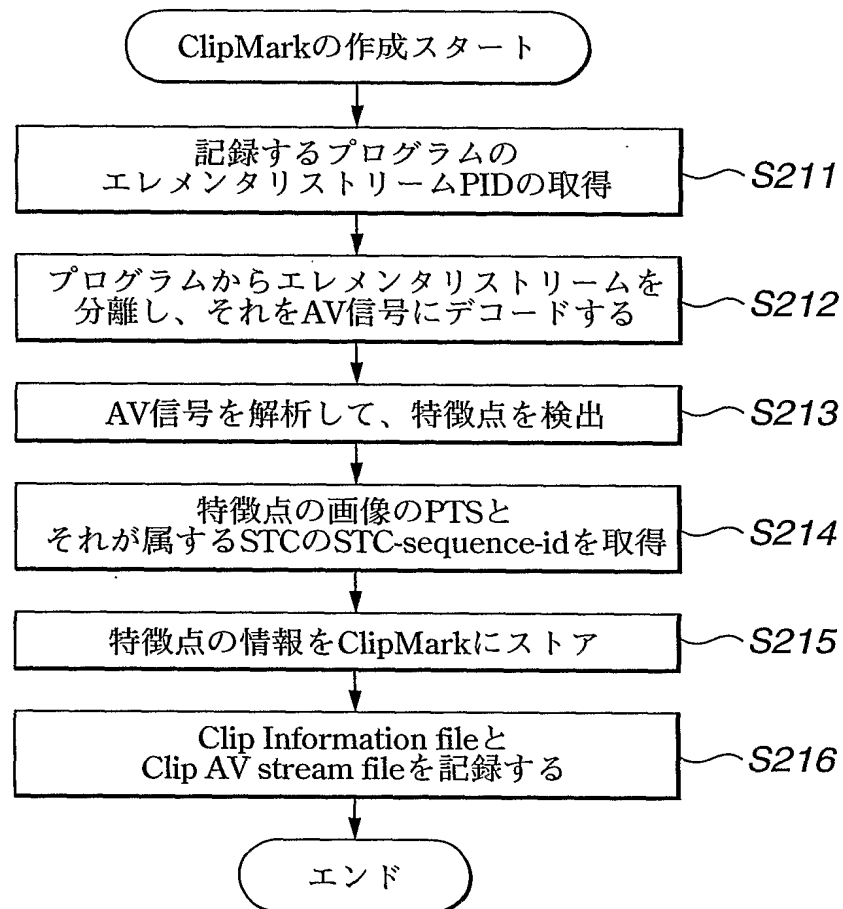 ClipMarkの作成スタート
記録するプログラムの
エレメンタリストリームPIDの取得
S211
プログラムからエレメンタリストリームを
分離し、それをAV信号にデコードする
S212
AV信号を解析して、特徴点を検出
S213
特徴点の画像のPTSと
それが属するSTCのSTC-sequence-idを取得
S214
特徴点の情報をClipMarkにストア
S215
Clip Information fileと
Clip AV stream fileを記録する
S216
エンド